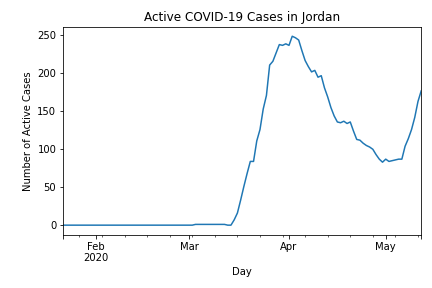 Active COVID-19 Cases in Jordan
Number of Active Cases
250
200
150
100
50
0
Feb
2020
Mar
Apr
May
Day